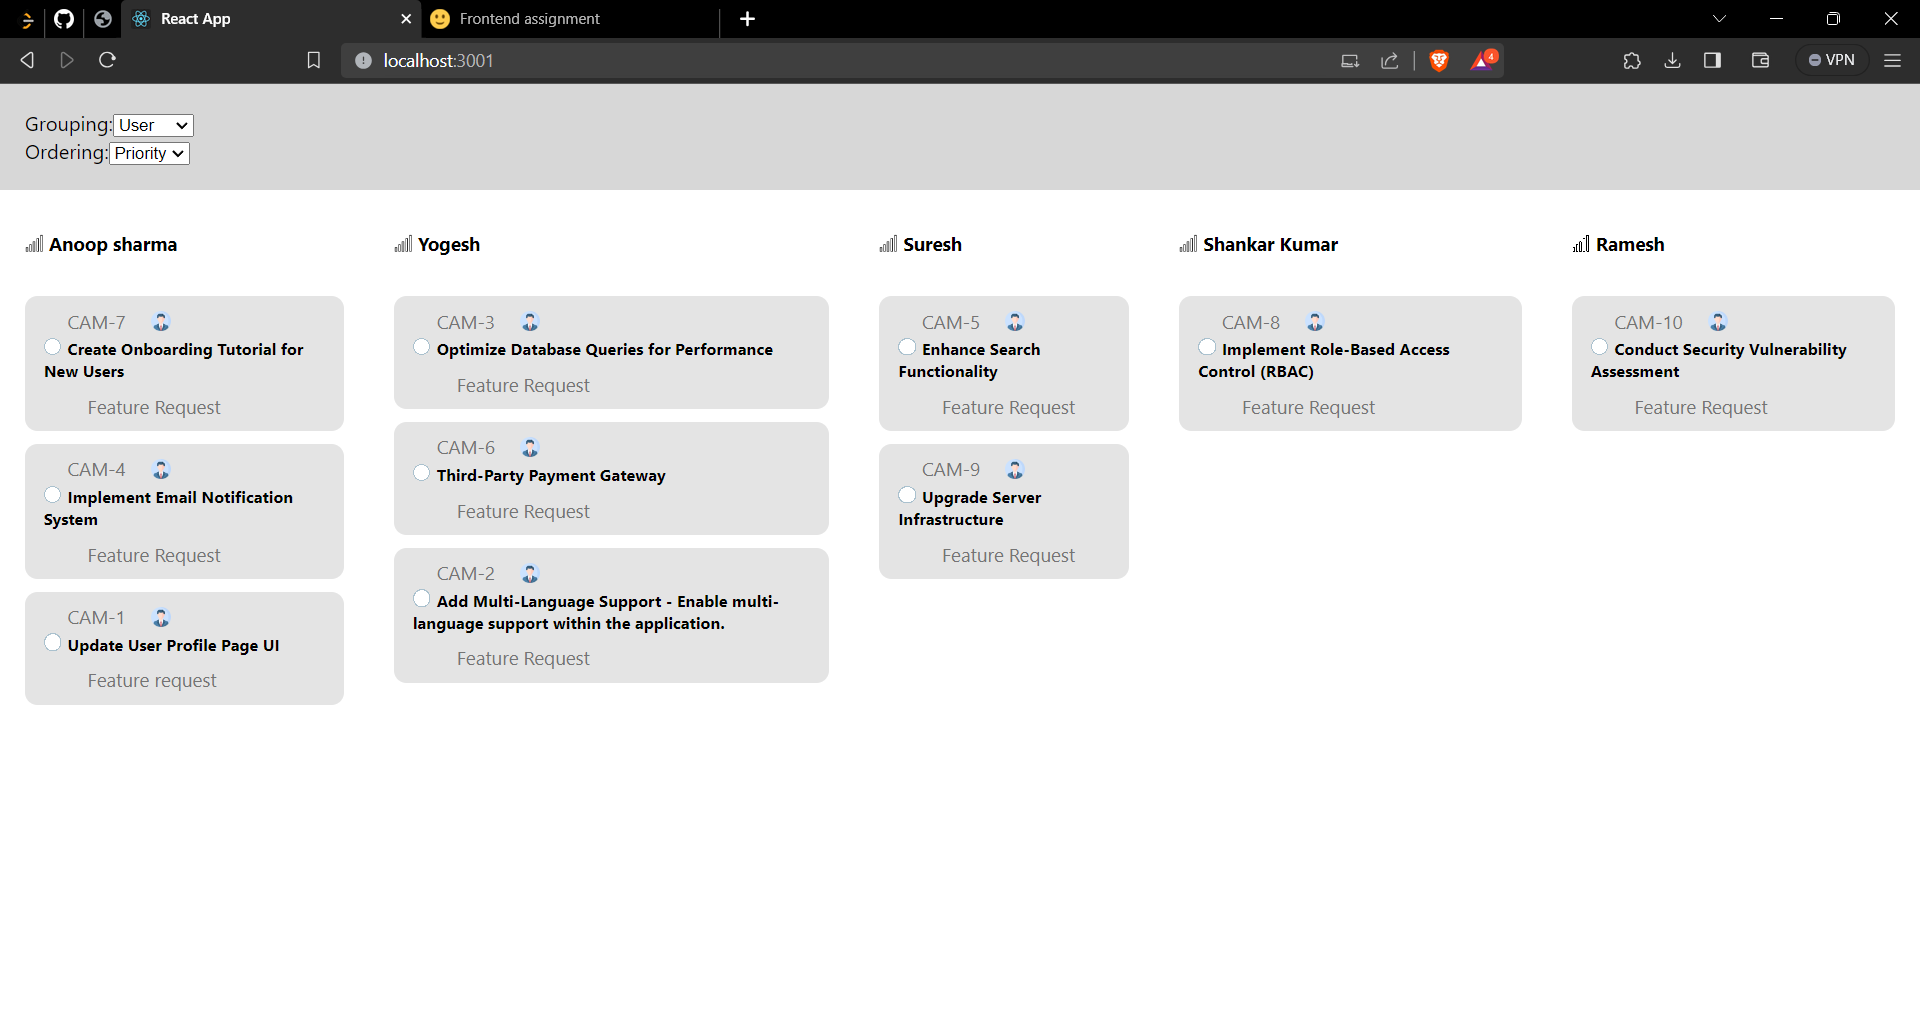 React App
Frontend assignment
localhost:3001
4
VPN
Grouping: User
Ordering: Priority
Anoop sharma
CAM-7
Create Onboarding Tutorial for
New Users
Feature Request
CAM-4
Implement Email Notification
System
Feature Request
CAM-1
Update User Profile Page UI
Feature request
Yogesh
CAM-3
Optimize Database Queries for Performance
Feature Request
CAM-6
Third-Party Payment Gateway
Feature Request
CAM-2
Add Multi-Language Support - Enable multi-
language support within the application.
Feature Request
Suresh
CAM-5
Enhance Search
Functionality
Feature Request
CAM-9
Upgrade Server
Infrastructure
Feature Request
Shankar Kumar
CAM-8
Implement Role-Based Access
Control (RBAC)
Feature Request
Ramesh
CAM-10
Conduct Security Vulnerability
Assessment
Feature Request